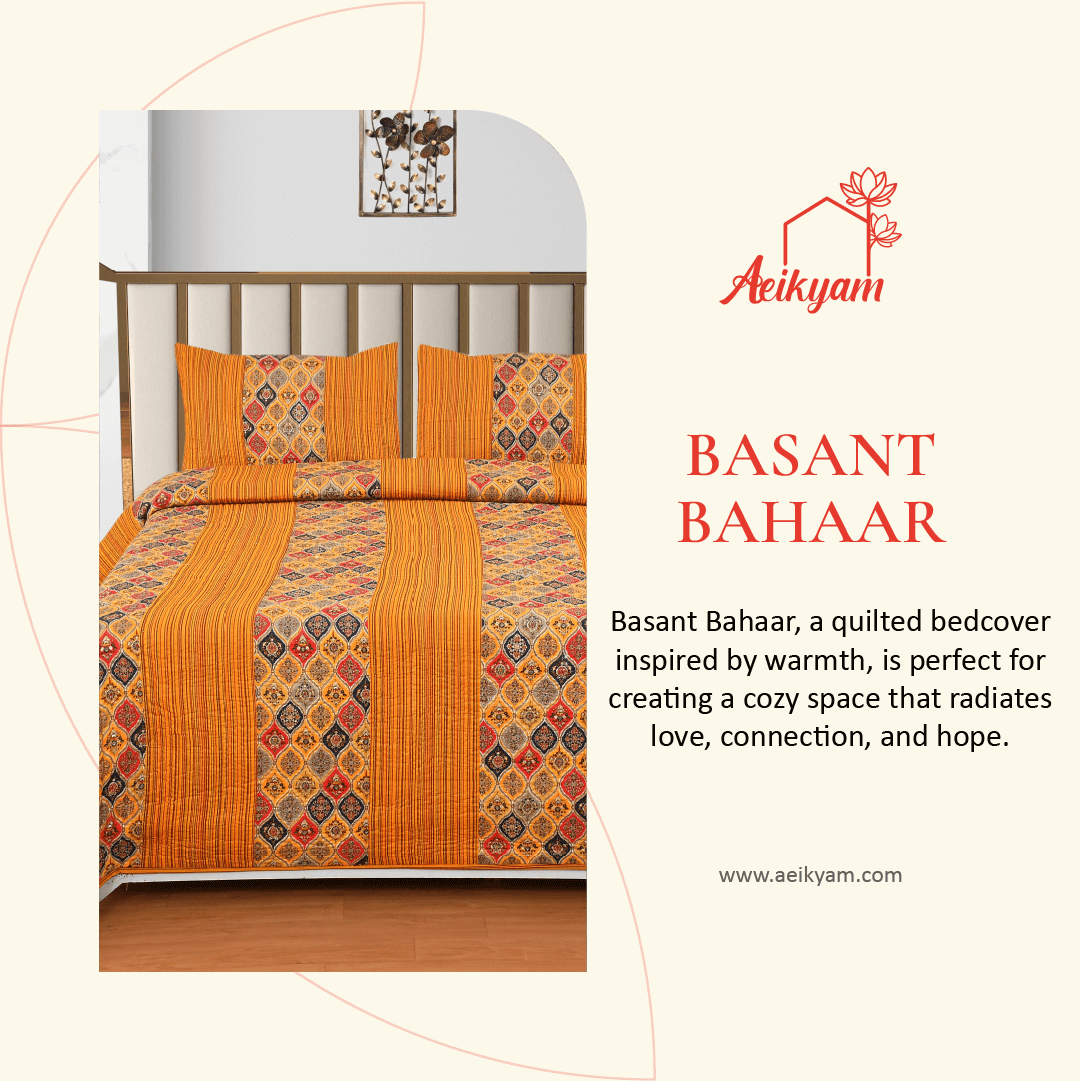 Aeikyam
BASANT
BAHAAR
Basant Bahaar, a quilted bedcover
inspired by warmth, is perfect for
creating a cozy space that radiates
love, connection, and hope.
www.aeikyam.com